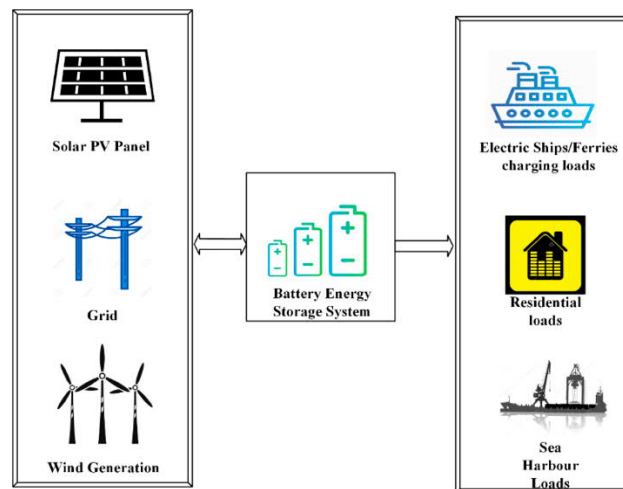 Solar PV Panel
Grid
Wind Generation
Battery Energy
Storage System
Electric Ships/Ferries
charging loads
Residential
loads
Sea
Harbour
Loads